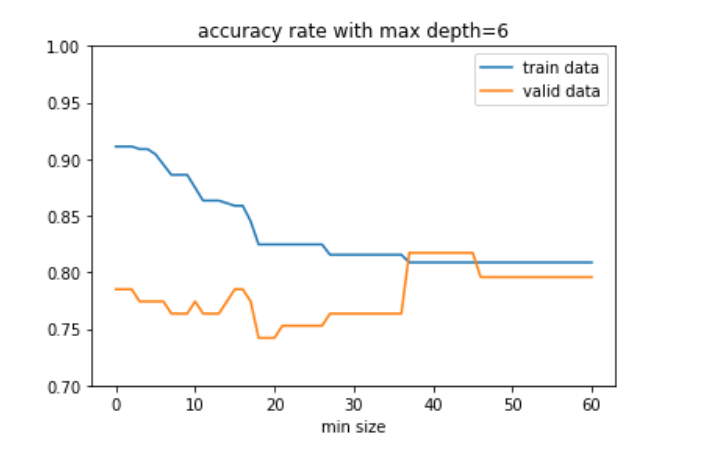 accuracy rate with max depth=6
1.00
0.95
0.90
0.85
0.80
0.75
0.70
train data
valid data
0 10 20 30 40 50 60
min size